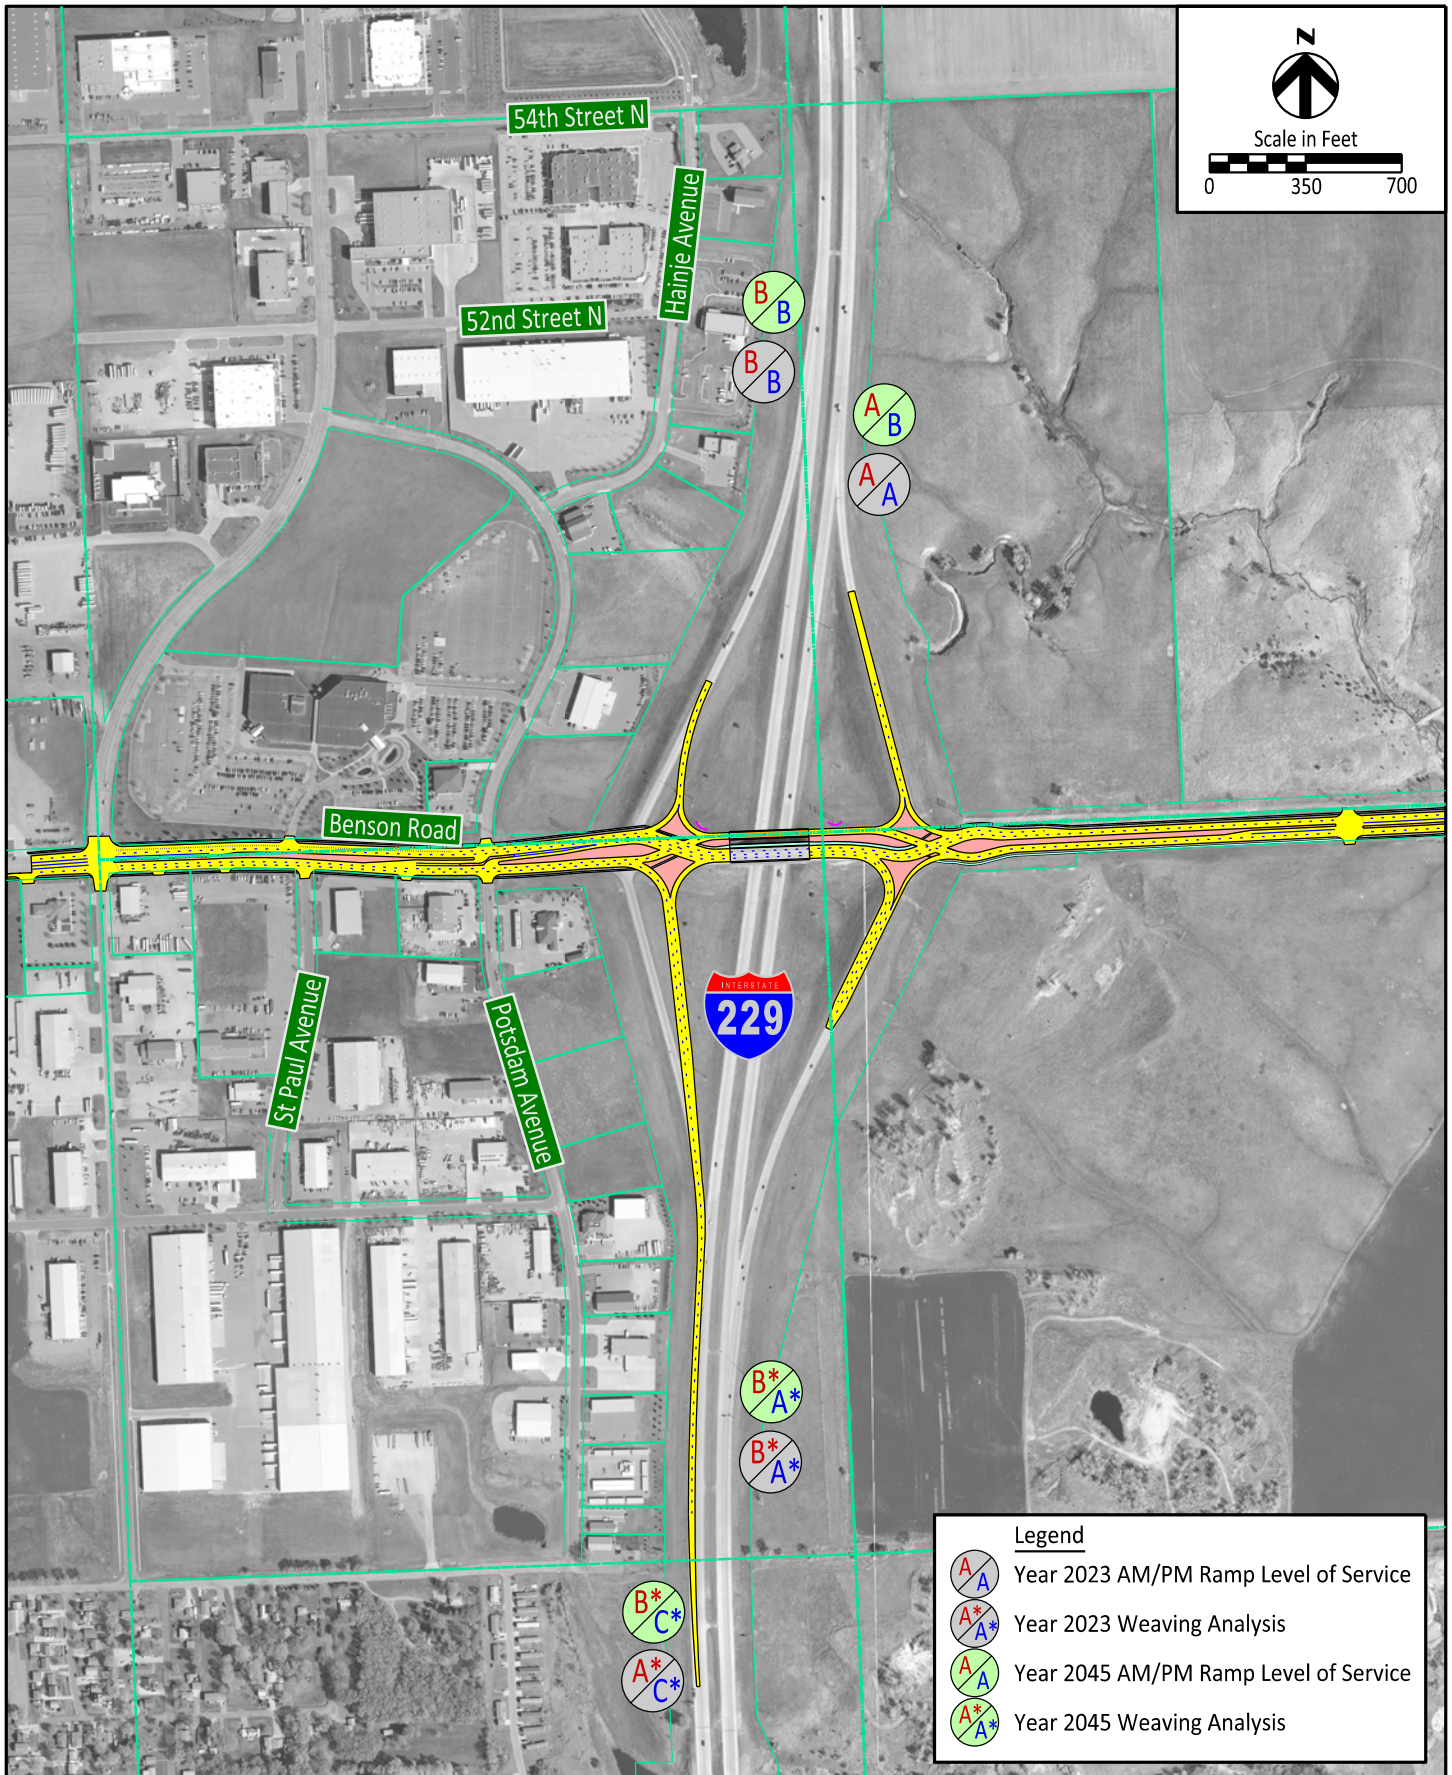 N
Scale in Feet
0 350 700
54th Street N
Hainje Avenue
52nd Street N
B B
B B
A B
A A
Benson Road
INTERSTATE
229
St Paul Avenue
Potsdam Avenue
B* A*
B* A*
B* C*
A* C*
Legend
A A Year 2023 AM/PM Ramp Level of Service
A* A* Year 2023 Weaving Analysis
A A Year 2045 AM/PM Ramp Level of Service
A* A* Year 2045 Weaving Analysis